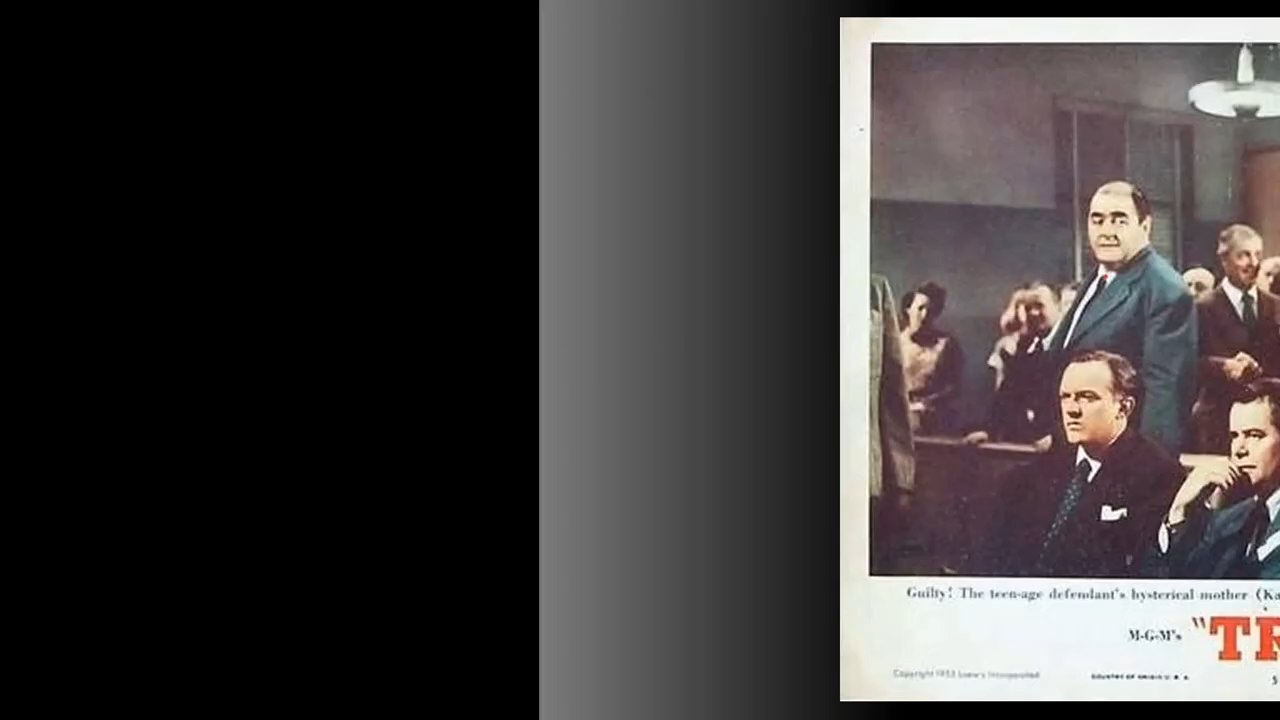 Guilty! The teen-age defendant's hysterical mother (Ka
M-G-M's "TR
Copyright 1955 Loew's Incorporated
COUNTRY OF ORIGIN U. S. A.